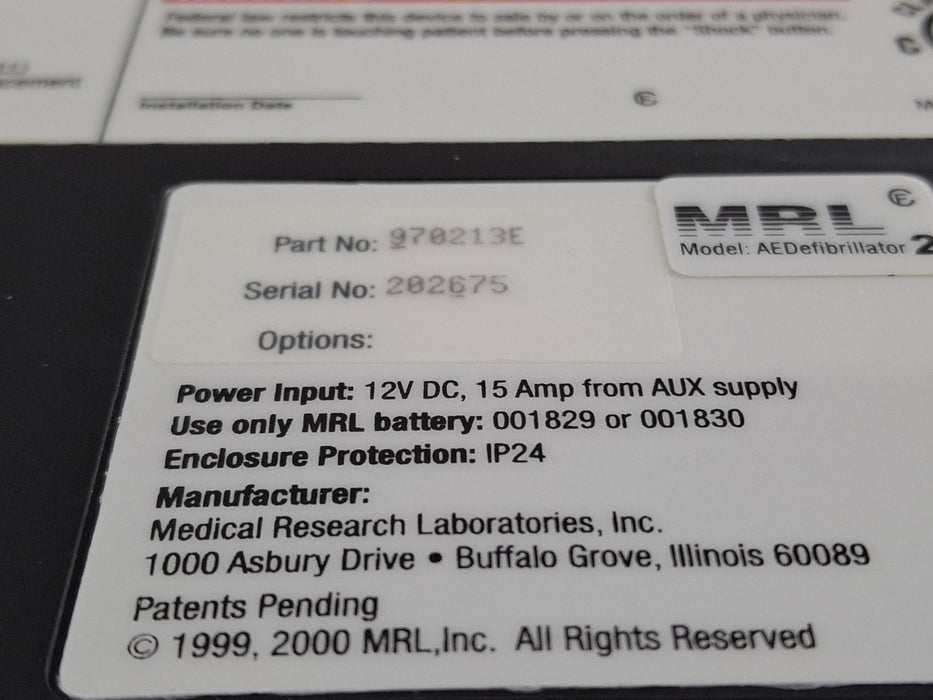 Federal law restricts this device to sale by or on the order of a physician.
Be sure no one is touching patient before pressing the "Shock" button.
Installation Date
CE
MRL
CE
Model: AEDefibrillator 2
Part No: 970213E
Serial No: 202675
Options:
Power Input: 12V DC, 15 Amp from AUX supply
Use only MRL battery: 001829 or 001830
Enclosure Protection: IP24
Manufacturer:
Medical Research Laboratories, Inc.
1000 Asbury Drive • Buffalo Grove, Illinois 60089
Patents Pending
© 1999, 2000 MRL,Inc. All Rights Reserved